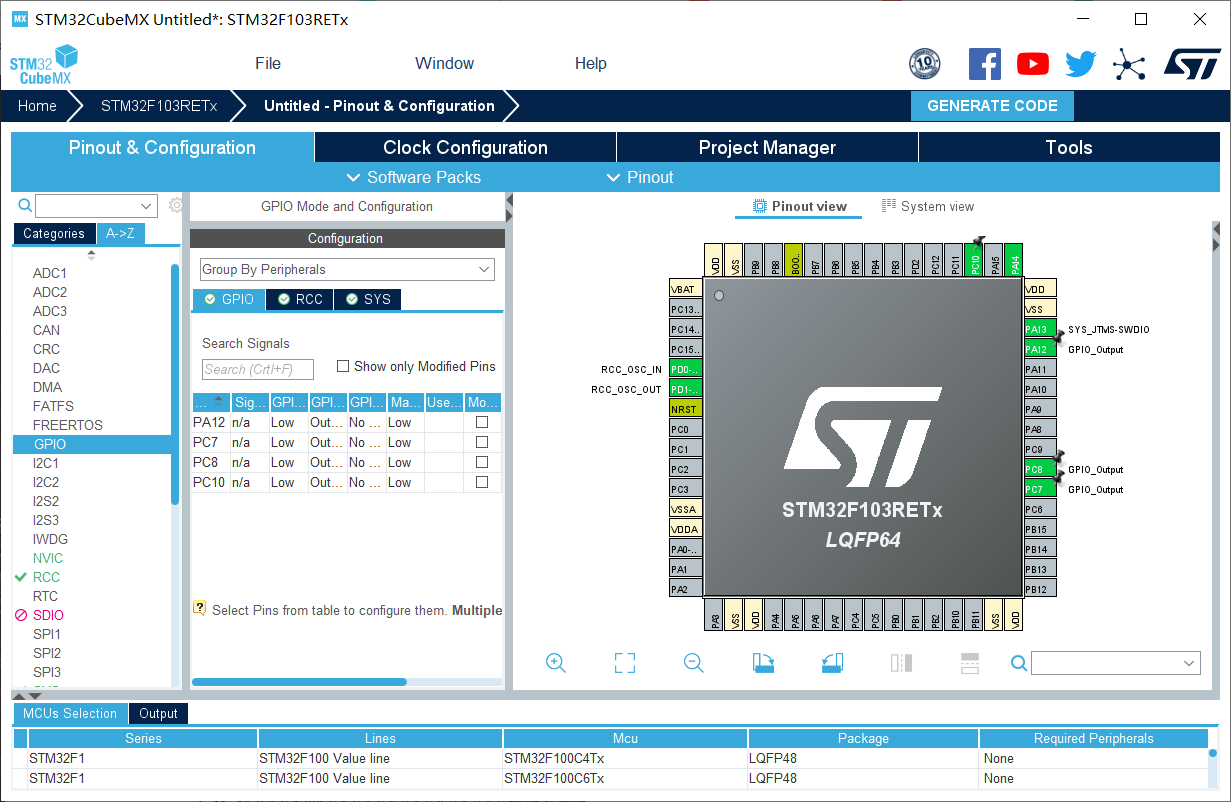 MX STM32CubeMX Untitled*: STM32F103RETx
STM32 CubeMX
File Window Help
10
ST
Home STM32F103RETx Untitled - Pinout & Configuration GENERATE CODE
Pinout & Configuration Clock Configuration Project Manager Tools
Software Packs Pinout
Categories A->Z
ADC1
ADC2
ADC3
CAN
CRC
DAC
DMA
FATFS
FREERTOS
GPIO
I2C1
I2C2
I2S2
I2S3
IWDG
NVIC
RCC
RTC
SDIO
SPI1
SPI2
SPI3
GPIO Mode and Configuration
Configuration
Group By Peripherals
GPIO RCC SYS
Search Signals
Search (Crtl+F) Show only Modified Pins
... Sig... GPI... GPI... GPI... Ma... Use... Mo...
PA12 n/a Low Out... No ... Low
PC7 n/a Low Out... No ... Low
PC8 n/a Low Out... No ... Low
PC10 n/a Low Out... No ... Low
? Select Pins from table to configure them. Multiple
Pinout view System view
VDD VSS PB9 PB8 BOO.. PB7 PB6 PB5 PB4 PB3 PD2 PC12 PC11 PC10 PA15 PA14
VBAT
PC13..
PC14..
PC15..
RCC_OSC_IN PD0-..
RCC_OSC_OUT PD1-..
NRST
PC0
PC1
PC2
PC3
VSSA
VDDA
PA0-..
PA1
PA2
STM32F103RETx
LQFP64
VDD
VSS
PA13 SYS_JTMS-SWDIO
PA12 GPIO_Output
PA11
PA10
PA9
PA8
PC9
PC8 GPIO_Output
PC7 GPIO_Output
PC6
PB15
PB14
PB13
PB12
PA3 VSS VDD PA4 PA5 PA6 PA7 PC4 PC5 PB0 PB1 PB2 PB10 PB11 VSS VDD
MCUs Selection Output
Series Lines Mcu Package Required Peripherals
STM32F1 STM32F100 Value line STM32F100C4Tx LQFP48 None
STM32F1 STM32F100 Value line STM32F100C6Tx LQFP48 None